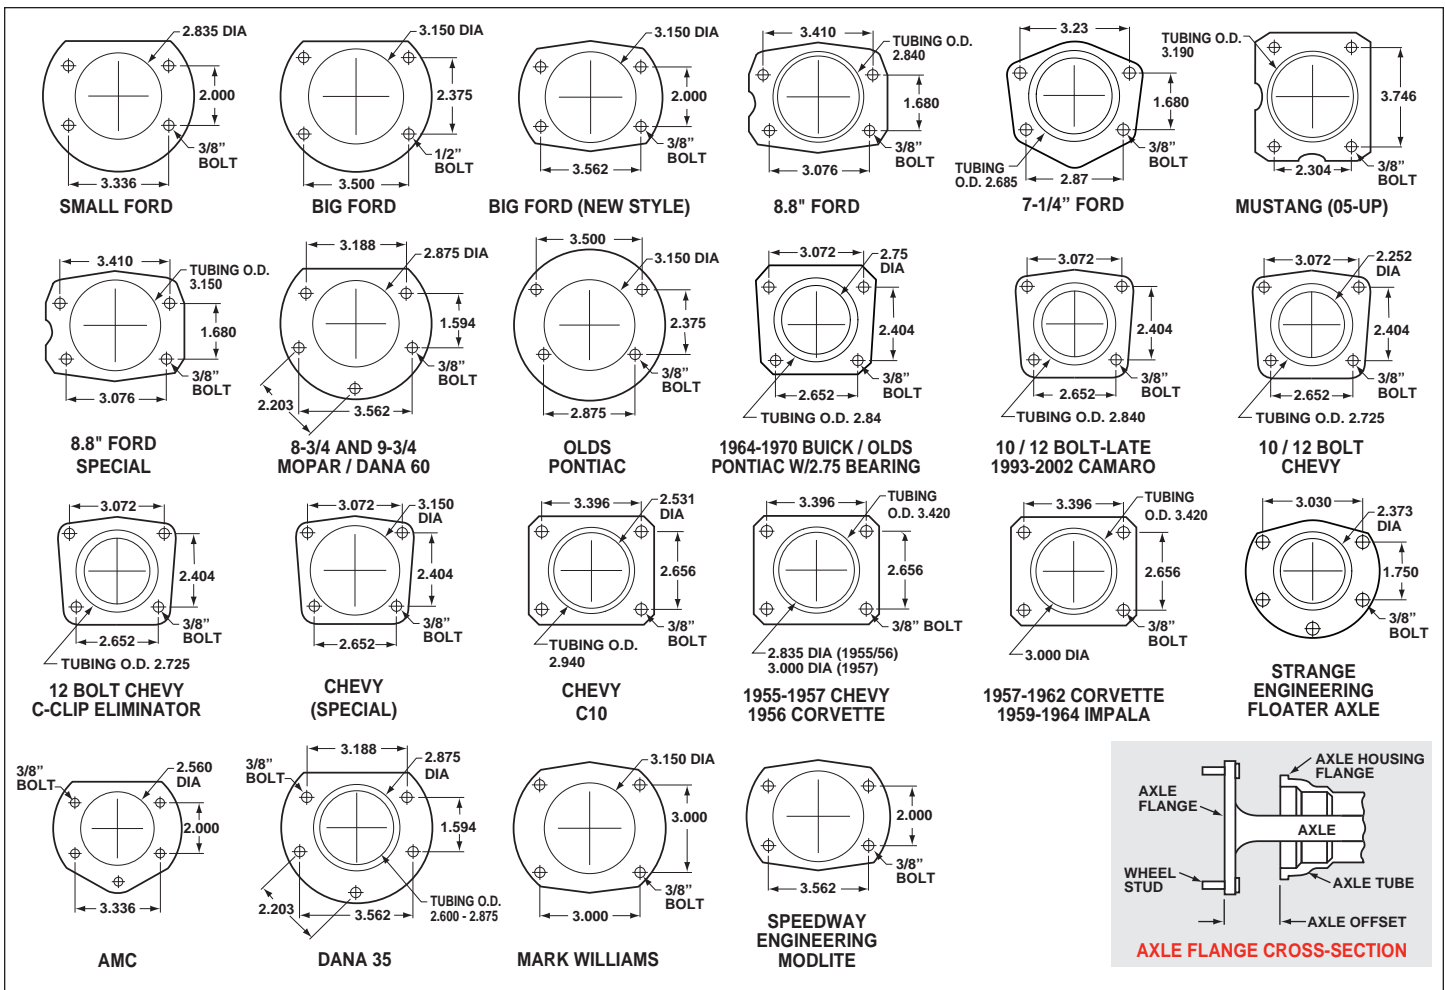 2.835 DIA
2.000
3/8” BOLT
3.336
SMALL FORD
3.150 DIA
2.375
1/2” BOLT
3.500
BIG FORD
3.150 DIA
2.000
3/8” BOLT
3.562
BIG FORD (NEW STYLE)
3.410
TUBING O.D.
2.840
1.680
3/8” BOLT
3.076
8.8" FORD
3.23
1.680
3/8” BOLT
TUBING
O.D. 2.685
2.87
7-1/4” FORD
TUBING O.D.
3.190
3.746
3/8” BOLT
2.304
MUSTANG (05-UP)
3.410
TUBING O.D.
3.150
1.680
3/8” BOLT
3.076
8.8" FORD
SPECIAL
3.188
2.875 DIA
1.594
3/8” BOLT
2.203
3.562
8-3/4 AND 9-3/4
MOPAR / DANA 60
3.500
3.150 DIA
2.375
3/8” BOLT
2.875
OLDS
PONTIAC
3.072
2.75
DIA
2.404
3/8” BOLT
2.652
TUBING O.D. 2.84
1964-1970 BUICK / OLDS
PONTIAC W/2.75 BEARING
3.072
2.404
3/8” BOLT
2.652
TUBING O.D. 2.840
10 / 12 BOLT-LATE
1993-2002 CAMARO
3.072
2.252
DIA
2.404
3/8” BOLT
2.652
TUBING O.D. 2.725
10 / 12 BOLT
CHEVY
3.072
2.404
3/8” BOLT
2.652
TUBING O.D. 2.725
12 BOLT CHEVY
C-CLIP ELIMINATOR
3.072
3.150
DIA
2.404
3/8” BOLT
2.652
CHEVY
(SPECIAL)
3.396
2.531
DIA
2.656
3/8” BOLT
TUBING O.D.
2.940
CHEVY
C10
3.396
TUBING
O.D. 3.420
2.656
3/8” BOLT
2.835 DIA (1955/56)
3.000 DIA (1957)
1955-1957 CHEVY
1956 CORVETTE
3.396
TUBING
O.D. 3.420
2.656
3/8” BOLT
3.000 DIA
1957-1962 CORVETTE
1959-1964 IMPALA
3.030
2.373
DIA
1.750
3/8” BOLT
STRANGE
ENGINEERING
FLOATER AXLE
3/8” BOLT
2.560
DIA
2.000
3.336
AMC
3/8” BOLT
3.188
2.875
DIA
1.594
2.203
3.562
TUBING O.D.
2.600 - 2.875
DANA 35
3.150 DIA
3.000
3/8” BOLT
3.000
MARK WILLIAMS
2.000
3/8” BOLT
3.562
SPEEDWAY
ENGINEERING
MODLITE
AXLE HOUSING
FLANGE
AXLE
FLANGE
AXLE
WHEEL
STUD
AXLE TUBE
AXLE OFFSET
AXLE FLANGE CROSS-SECTION